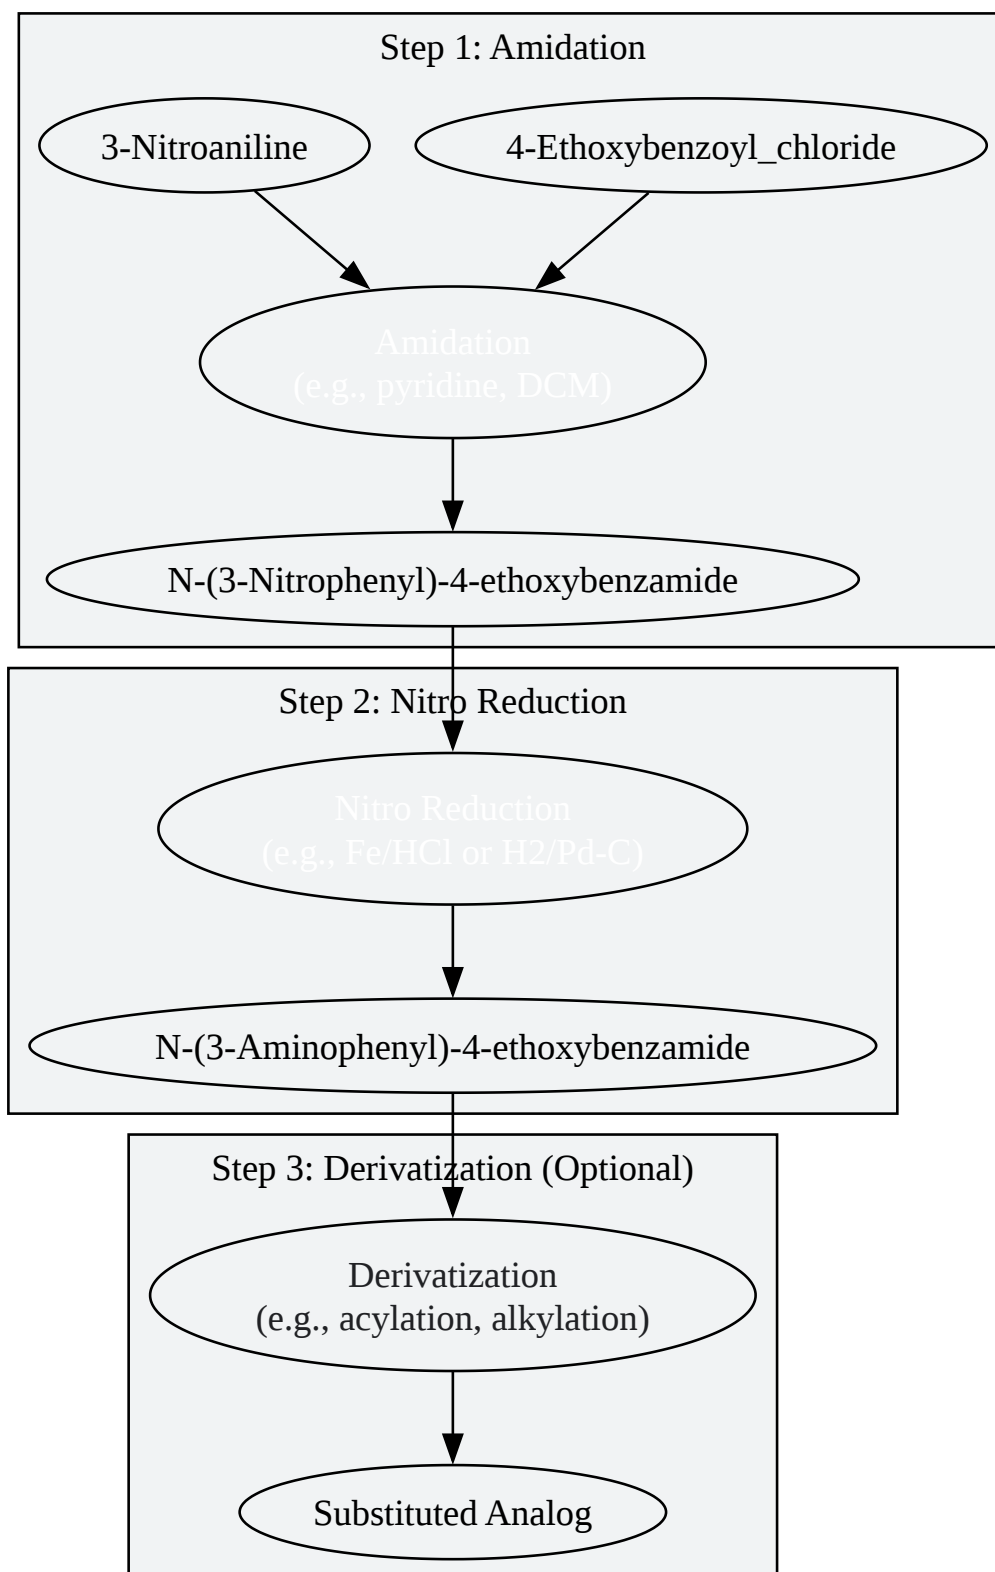 Step 1: Amidation
3-Nitroaniline
4-Ethoxybenzoyl_chloride
Amidation
(e.g., pyridine, DCM)
N-(3-Nitrophenyl)-4-ethoxybenzamide
Step 2: Nitro Reduction
Nitro Reduction
(e.g., Fe/HCl or H2/Pd-C)
N-(3-Aminophenyl)-4-ethoxybenzamide
Step 3: Derivatization (Optional)
Derivatization
(e.g., acylation, alkylation)
Substituted Analog